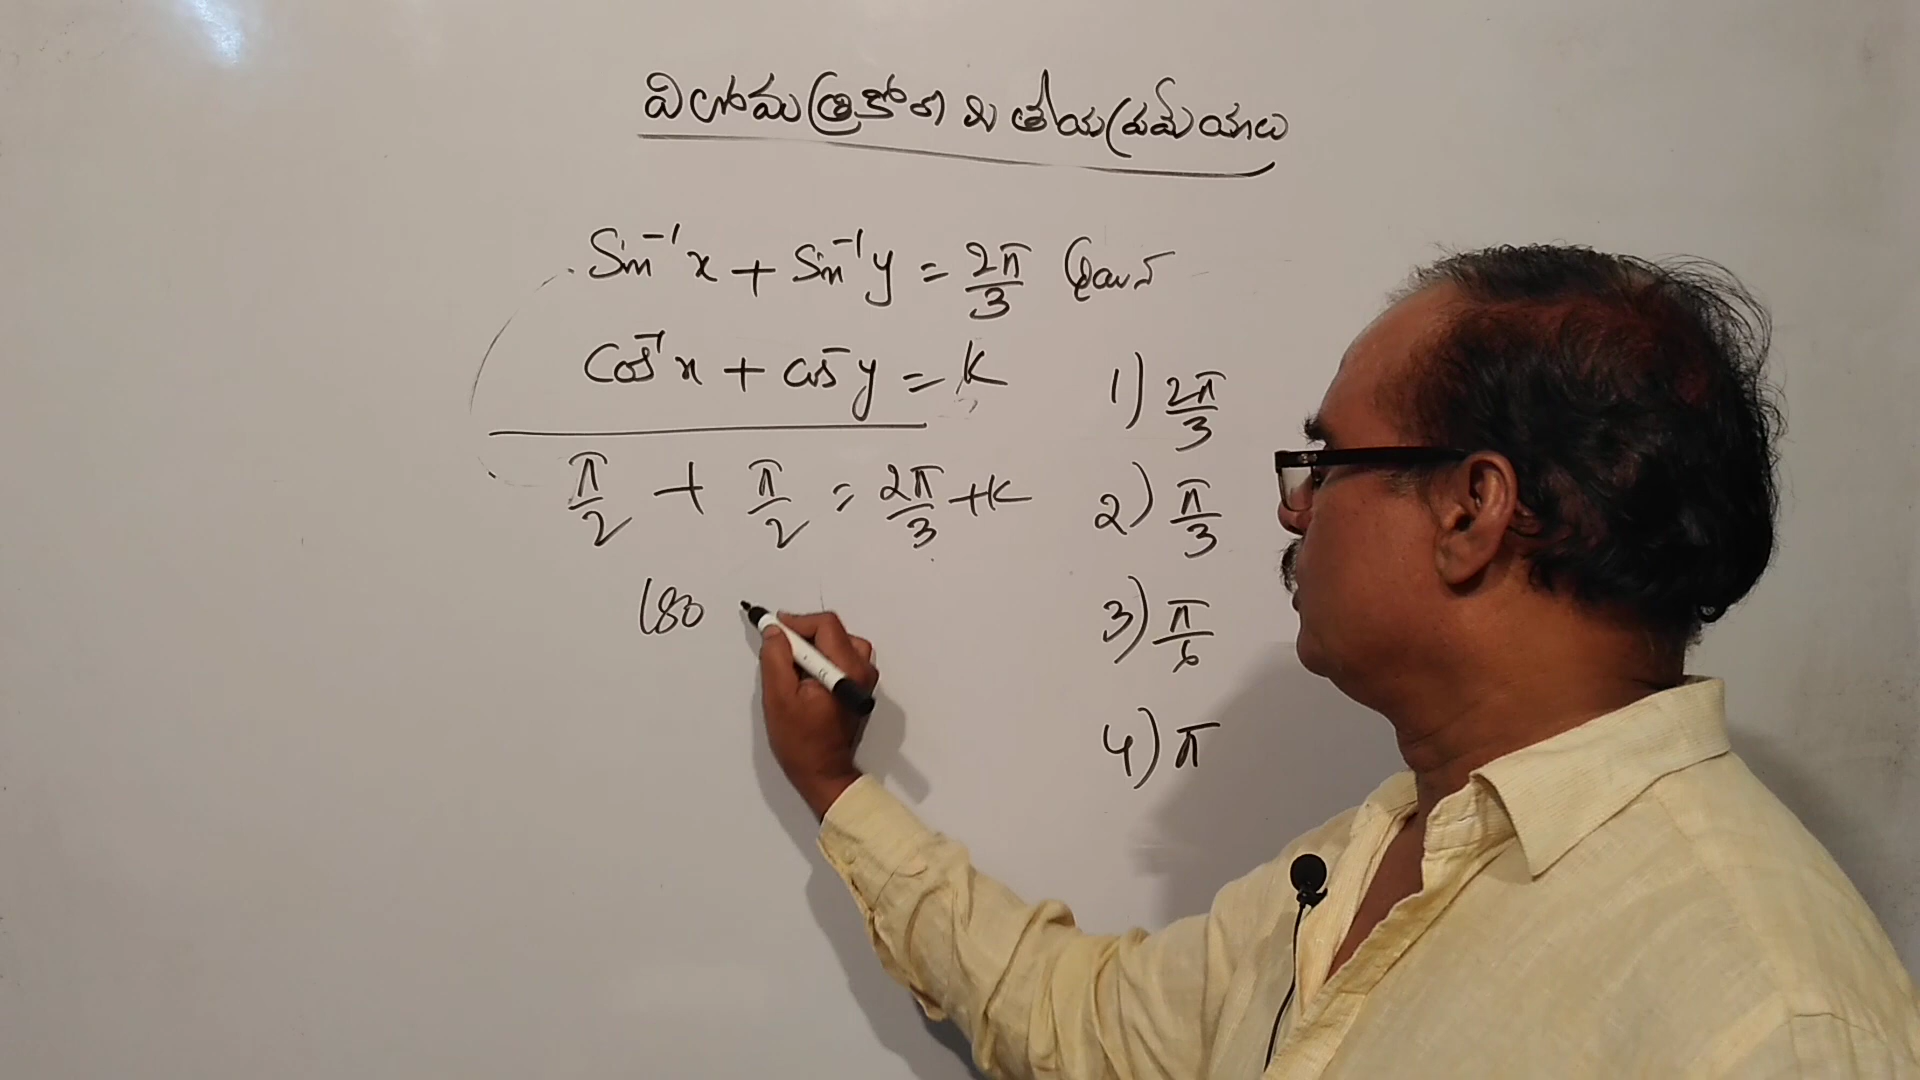 విలోమ త్రికోణమితీయ ప్రమేయాలు
Sin⁻¹x + Sin⁻¹y = 2π/3 అయిన
Cos⁻¹x + Cos⁻y = K
π/2 + π/2 = 2π/3 + K
180
1) 2π/3
2) π/3
3) π/6
4) π